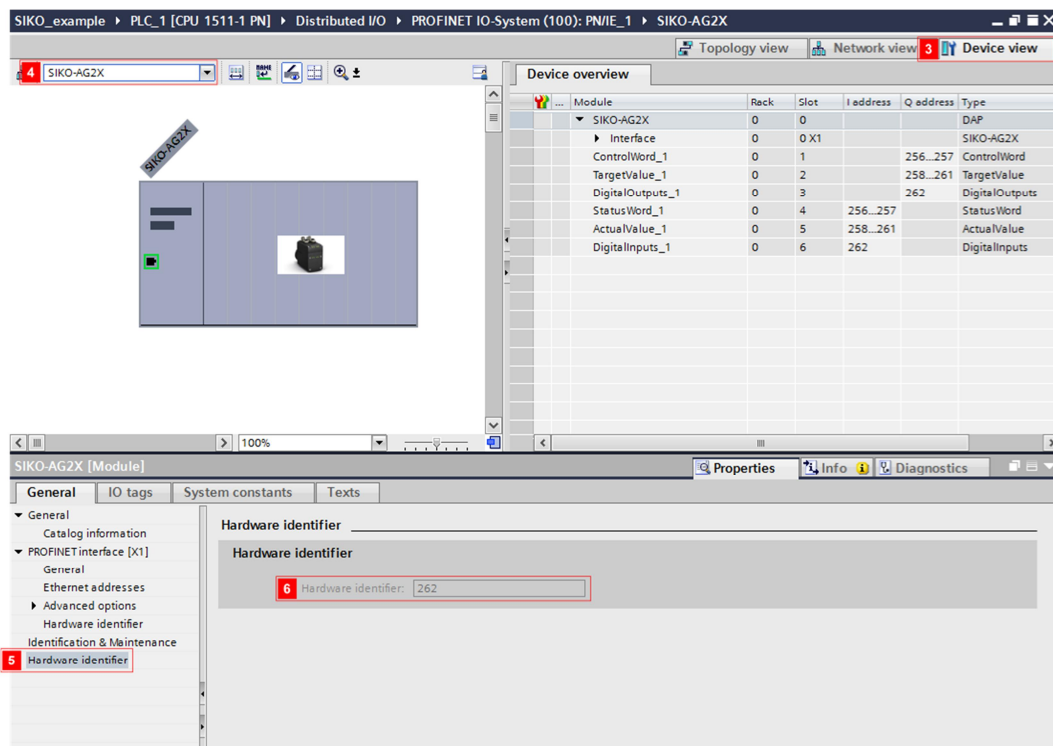 SIKO_example ▸ PLC_1 [CPU 1511-1 PN] ▸ Distributed I/O ▸ PROFINET IO-System (100): PN/IE_1 ▸ SIKO-AG2X
Topology view
Network view
3 Device view
4 SIKO-AG2X
Device overview
... Module Rack Slot I address Q address Type
SIKO-AG2X 0 0 DAP
Interface 0 0 X1 SIKO-AG2X
ControlWord_1 0 1 256...257 ControlWord
TargetValue_1 0 2 258...261 TargetValue
DigitalOutputs_1 0 3 262 DigitalOutputs
StatusWord_1 0 4 256...257 StatusWord
ActualValue_1 0 5 258...261 ActualValue
DigitalInputs_1 0 6 262 DigitalInputs
SIKO-AG2X
100%
SIKO-AG2X [Module]
Properties
Info
Diagnostics
General
IO tags
System constants
Texts
General
Catalog information
PROFINET interface [X1]
General
Ethernet addresses
Advanced options
Hardware identifier
Identification & Maintenance
5 Hardware identifier
Hardware identifier
Hardware identifier
6 Hardware identifier: 262